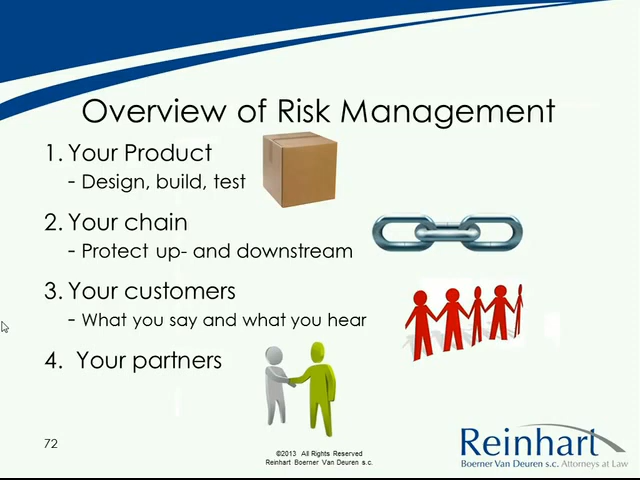 Overview of Risk Management
1. Your Product
- Design, build, test
2. Your chain
- Protect up- and downstream
3. Your customers
- What you say and what you hear
4. Your partners
72
©2013 All Rights Reserved
Reinhart Boerner Van Deuren s.c.
Reinhart
Boerner Van Deuren s.c. Attorneys at Law